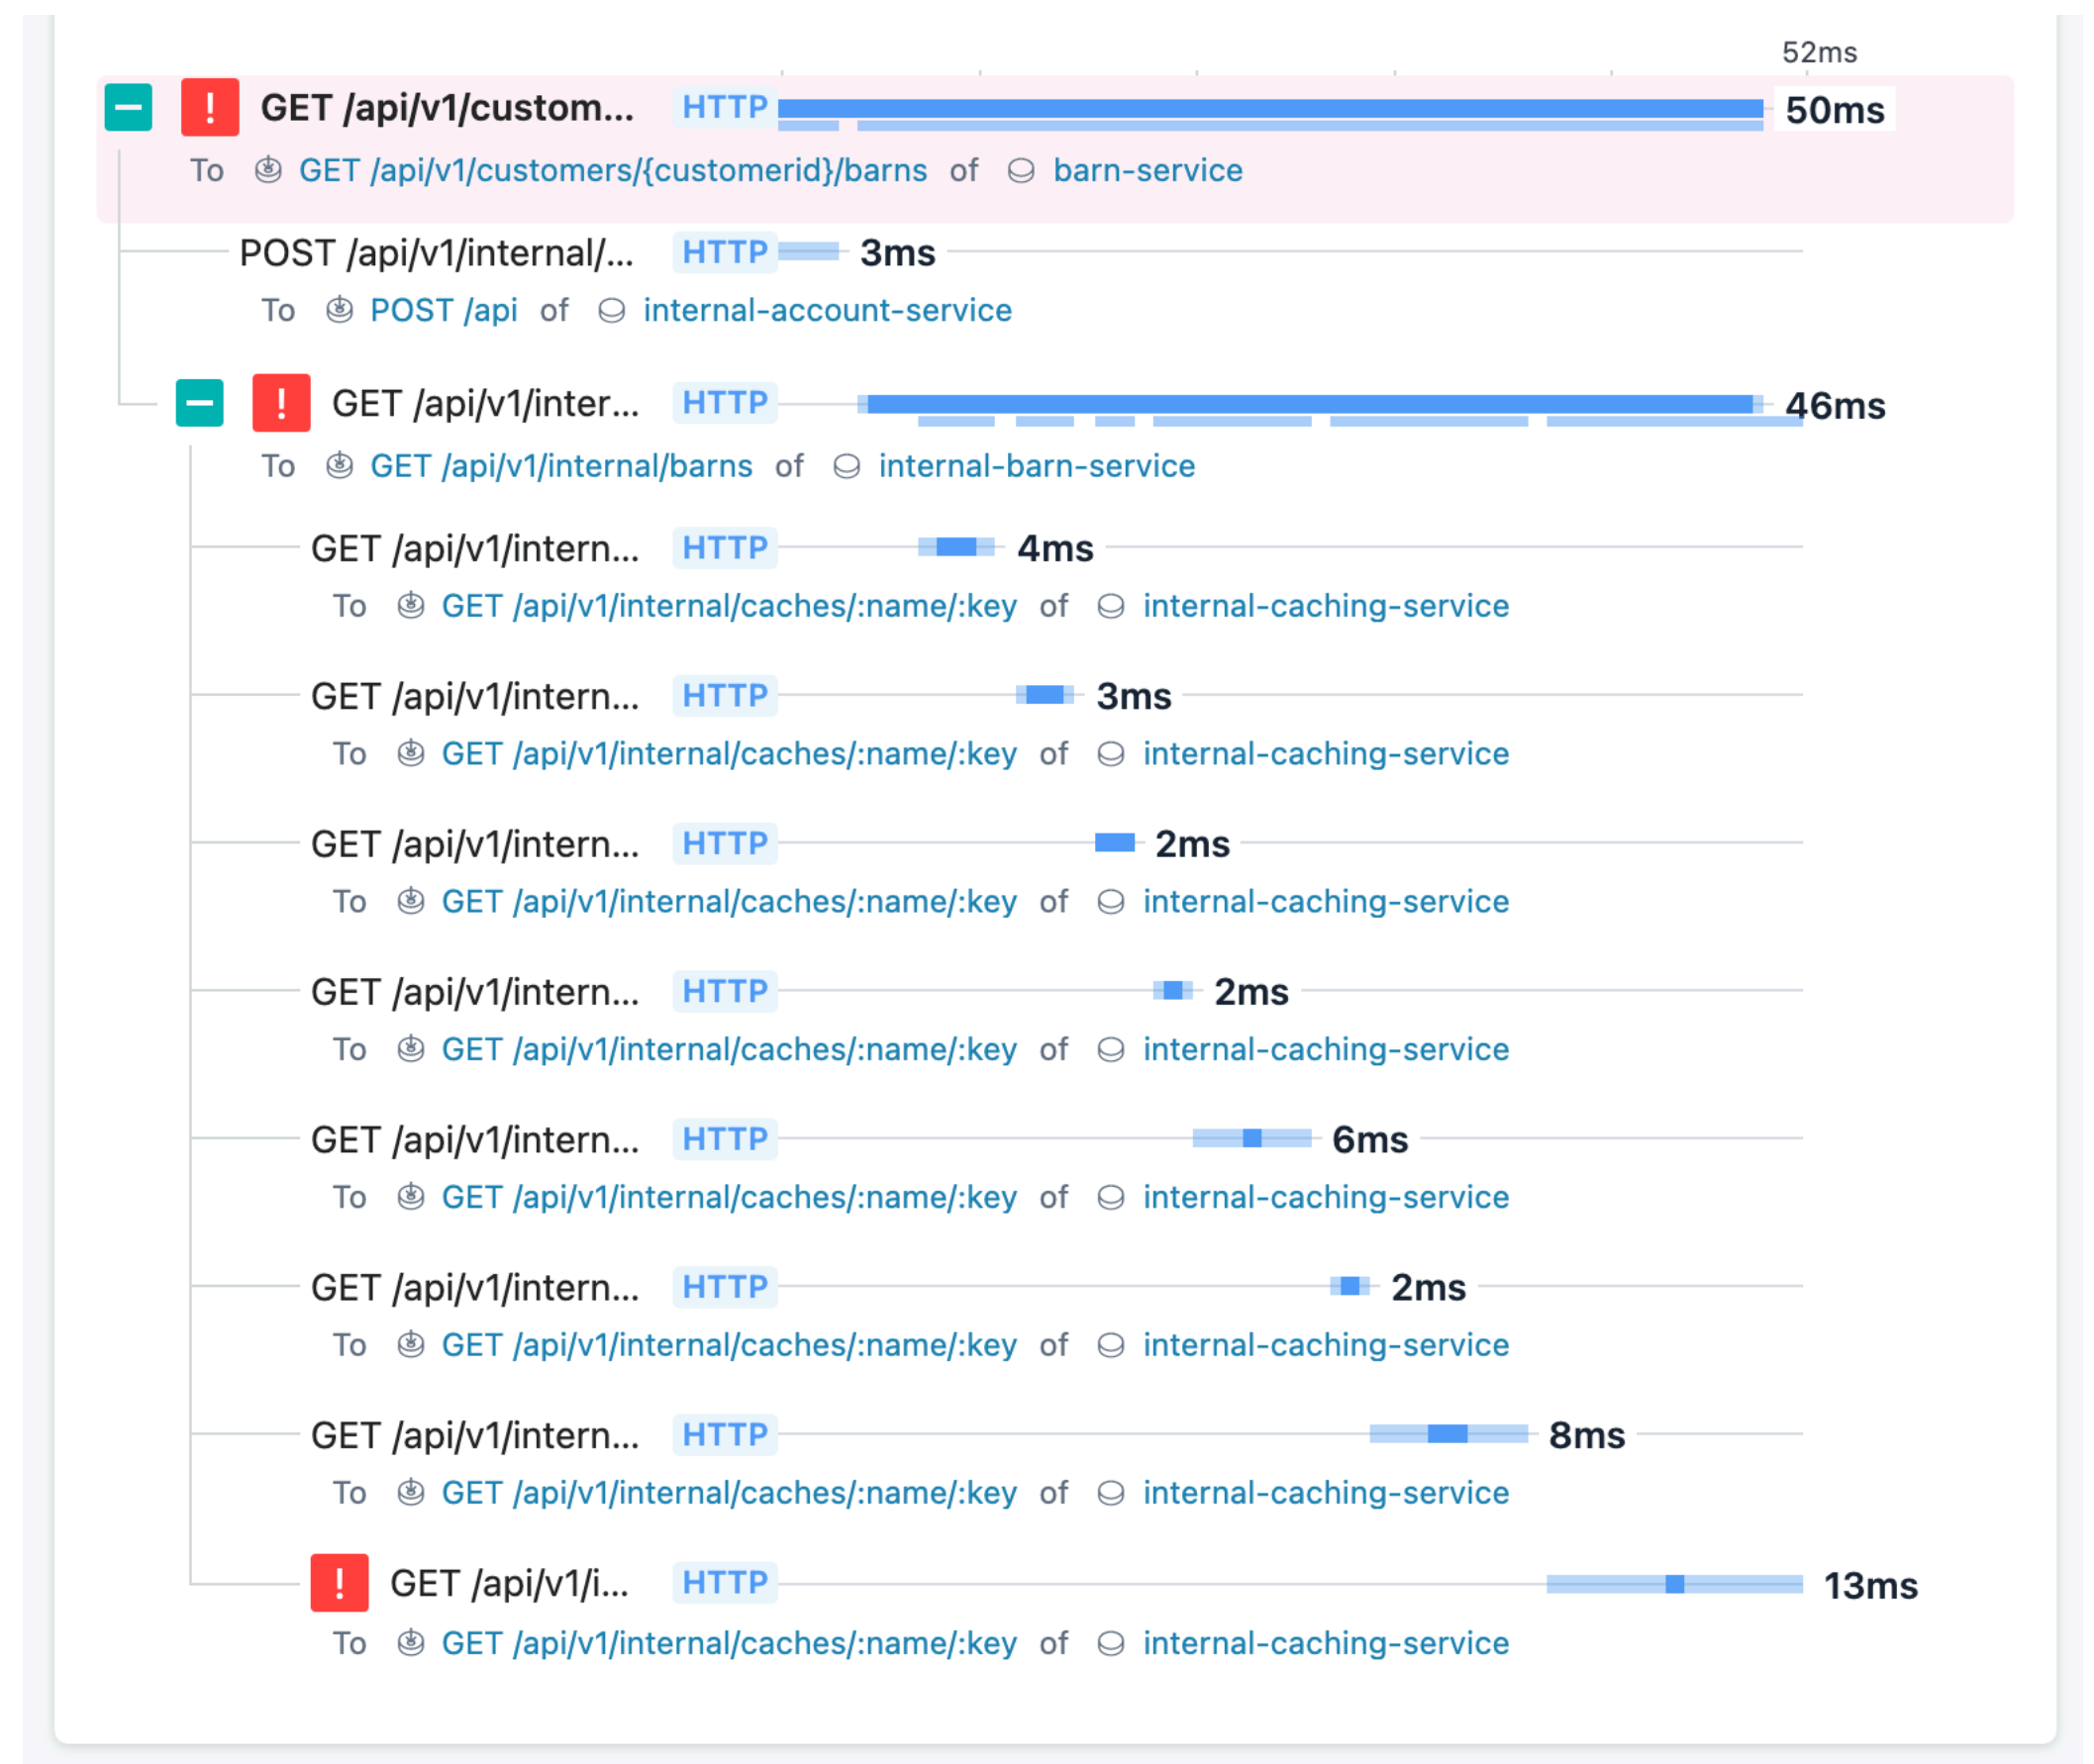 52ms
! GET /api/v1/custom... HTTP 50ms
To GET /api/v1/customers/{customerid}/barns of barn-service
POST /api/v1/internal/... HTTP 3ms
To POST /api of internal-account-service
! GET /api/v1/inter... HTTP 46ms
To GET /api/v1/internal/barns of internal-barn-service
GET /api/v1/intern... HTTP 4ms
To GET /api/v1/internal/caches/:name/:key of internal-caching-service
GET /api/v1/intern... HTTP 3ms
To GET /api/v1/internal/caches/:name/:key of internal-caching-service
GET /api/v1/intern... HTTP 2ms
To GET /api/v1/internal/caches/:name/:key of internal-caching-service
GET /api/v1/intern... HTTP 2ms
To GET /api/v1/internal/caches/:name/:key of internal-caching-service
GET /api/v1/intern... HTTP 6ms
To GET /api/v1/internal/caches/:name/:key of internal-caching-service
GET /api/v1/intern... HTTP 2ms
To GET /api/v1/internal/caches/:name/:key of internal-caching-service
GET /api/v1/intern... HTTP 8ms
To GET /api/v1/internal/caches/:name/:key of internal-caching-service
! GET /api/v1/i... HTTP 13ms
To GET /api/v1/internal/caches/:name/:key of internal-caching-service